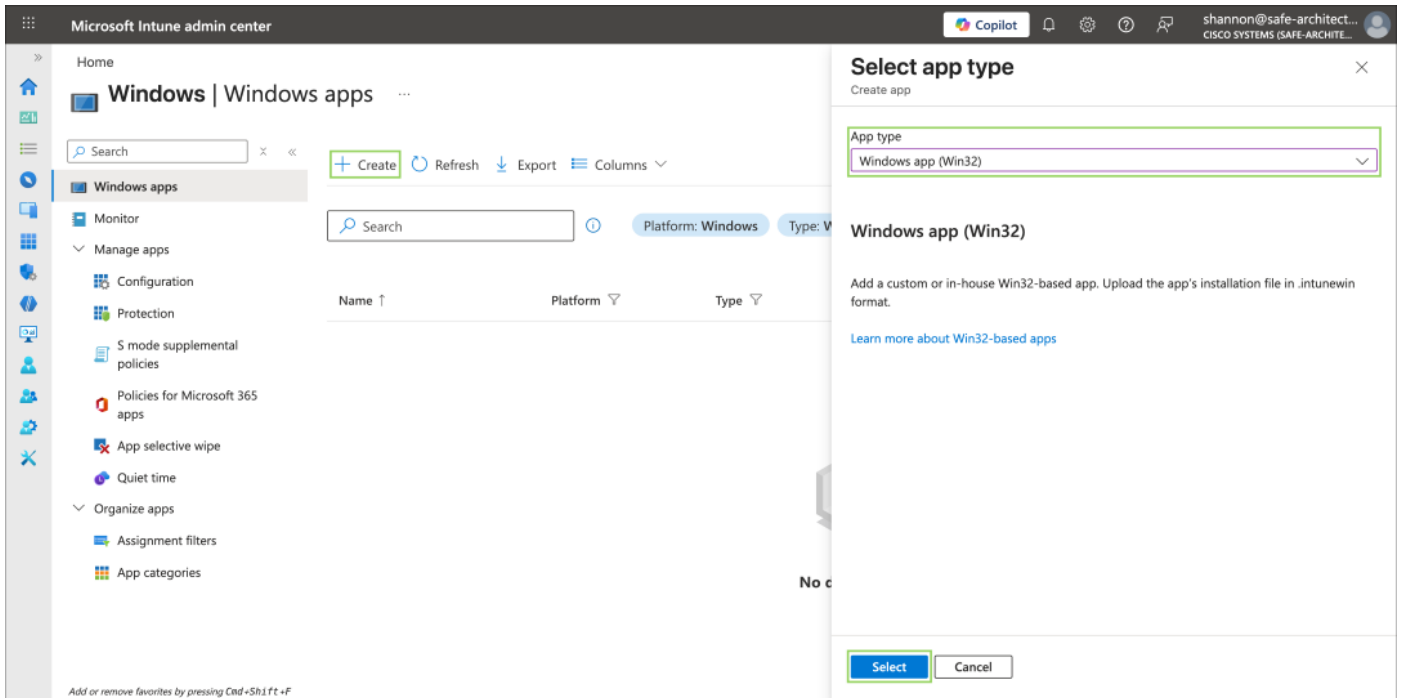 Microsoft Intune admin center
Copilot
shannon@safe-architect...
CISCO SYSTEMS (SAFE-ARCHITE...
Home
Windows | Windows apps
...
Search
Windows apps
Monitor
Manage apps
Configuration
Protection
S mode supplemental
policies
Policies for Microsoft 365
apps
App selective wipe
Quiet time
Organize apps
Assignment filters
App categories
Add or remove favorites by pressing Cmd+Shift+F
Create Refresh Export Columns
Search
Platform: Windows Type: W
Name ↑ Platform Type
No d
Select app type
Create app
App type
Windows app (Win32)
Windows app (Win32)
Add a custom or in-house Win32-based app. Upload the app's installation file in .intunewin
format.
Learn more about Win32-based apps
Select
Cancel